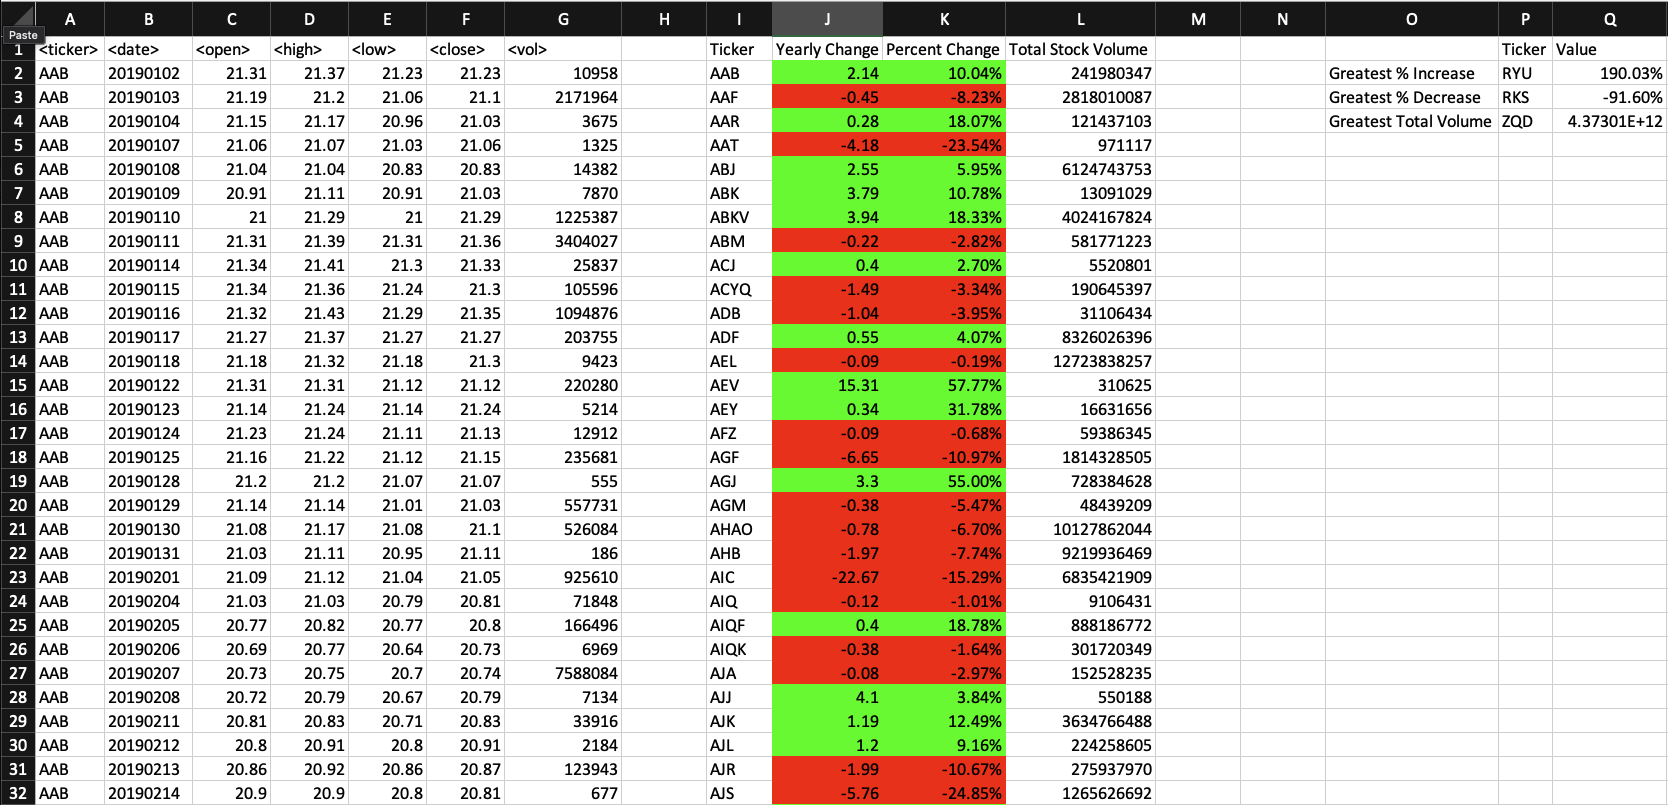 A B C D E F G H I J K L M N O P Q
Paste
1 <ticker> <date> <open> <high> <low> <close> <vol> Ticker Yearly Change Percent Change Total Stock Volume Ticker Value
2 AAB 20190102 21.31 21.37 21.23 21.23 10958 AAB 2.14 10.04% 241980347 Greatest % Increase RYU 190.03%
3 AAB 20190103 21.19 21.2 21.06 21.1 2171964 AAF -0.45 -8.23% 2818010087 Greatest % Decrease RKS -91.60%
4 AAB 20190104 21.15 21.17 20.96 21.03 3675 AAR 0.28 18.07% 121437103 Greatest Total Volume ZQD 4.37301E+12
5 AAB 20190107 21.06 21.07 21.03 21.06 1325 AAT -4.18 -23.54% 971117
6 AAB 20190108 21.04 21.04 20.83 20.83 14382 ABJ 2.55 5.95% 6124743753
7 AAB 20190109 20.91 21.11 20.91 21.03 7870 ABK 3.79 10.78% 13091029
8 AAB 20190110 21 21.29 21 21.29 1225387 ABKV 3.94 18.33% 4024167824
9 AAB 20190111 21.31 21.39 21.31 21.36 3404027 ABM -0.22 -2.82% 581771223
10 AAB 20190114 21.34 21.41 21.3 21.33 25837 ACJ 0.4 2.70% 5520801
11 AAB 20190115 21.34 21.36 21.24 21.3 105596 ACYQ -1.49 -3.34% 190645397
12 AAB 20190116 21.32 21.43 21.29 21.35 1094876 ADB -1.04 -3.95% 31106434
13 AAB 20190117 21.27 21.37 21.27 21.27 203755 ADF 0.55 4.07% 8326026396
14 AAB 20190118 21.18 21.32 21.18 21.3 9423 AEL -0.09 -0.19% 12723838257
15 AAB 20190122 21.31 21.31 21.12 21.12 220280 AEV 15.31 57.77% 310625
16 AAB 20190123 21.14 21.24 21.14 21.24 5214 AEY 0.34 31.78% 16631656
17 AAB 20190124 21.23 21.24 21.11 21.13 12912 AFZ -0.09 -0.68% 59386345
18 AAB 20190125 21.16 21.22 21.12 21.15 235681 AGF -6.65 -10.97% 1814328505
19 AAB 20190128 21.2 21.2 21.07 21.07 555 AGJ 3.3 55.00% 728384628
20 AAB 20190129 21.14 21.14 21.01 21.03 557731 AGM -0.38 -5.47% 48439209
21 AAB 20190130 21.08 21.17 21.08 21.1 526084 AHAO -0.78 -6.70% 10127862044
22 AAB 20190131 21.03 21.11 20.95 21.11 186 AHB -1.97 -7.74% 9219936469
23 AAB 20190201 21.09 21.12 21.04 21.05 925610 AIC -22.67 -15.29% 6835421909
24 AAB 20190204 21.03 21.03 20.79 20.81 71848 AIQ -0.12 -1.01% 9106431
25 AAB 20190205 20.77 20.82 20.77 20.8 166496 AIQF 0.4 18.78% 888186772
26 AAB 20190206 20.69 20.77 20.64 20.73 6969 AIQK -0.38 -1.64% 301720349
27 AAB 20190207 20.73 20.75 20.7 20.74 7588084 AJA -0.08 -2.97% 152528235
28 AAB 20190208 20.72 20.79 20.67 20.79 7134 AJJ 4.1 3.84% 550188
29 AAB 20190211 20.81 20.83 20.71 20.83 33916 AJK 1.19 12.49% 3634766488
30 AAB 20190212 20.8 20.91 20.8 20.91 2184 AJL 1.2 9.16% 224258605
31 AAB 20190213 20.86 20.92 20.86 20.87 123943 AJR -1.99 -10.67% 275937970
32 AAB 20190214 20.9 20.9 20.8 20.81 677 AJS -5.76 -24.85% 1265626692